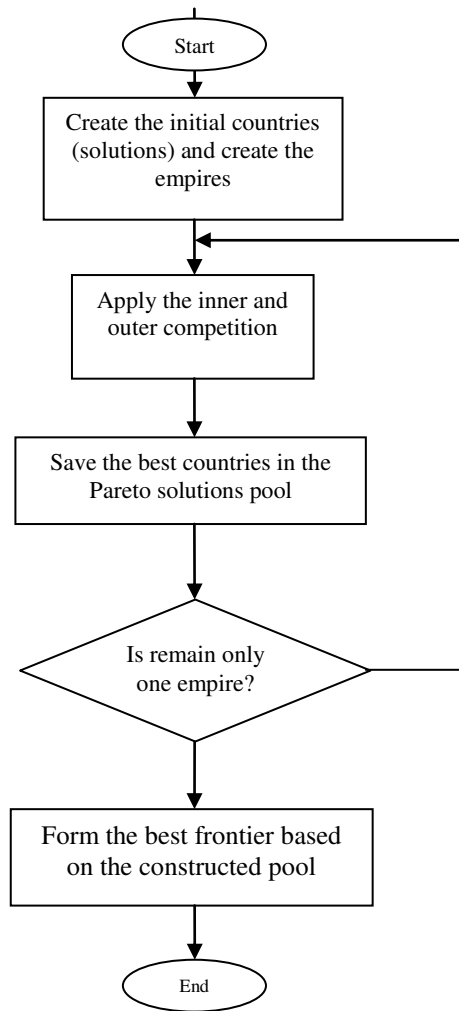 Start
Create the initial countries
(solutions) and create the
empires
Apply the inner and
outer competition
Save the best countries in the
Pareto solutions pool
Is remain only
one empire?
Form the best frontier based
on the constructed pool
End